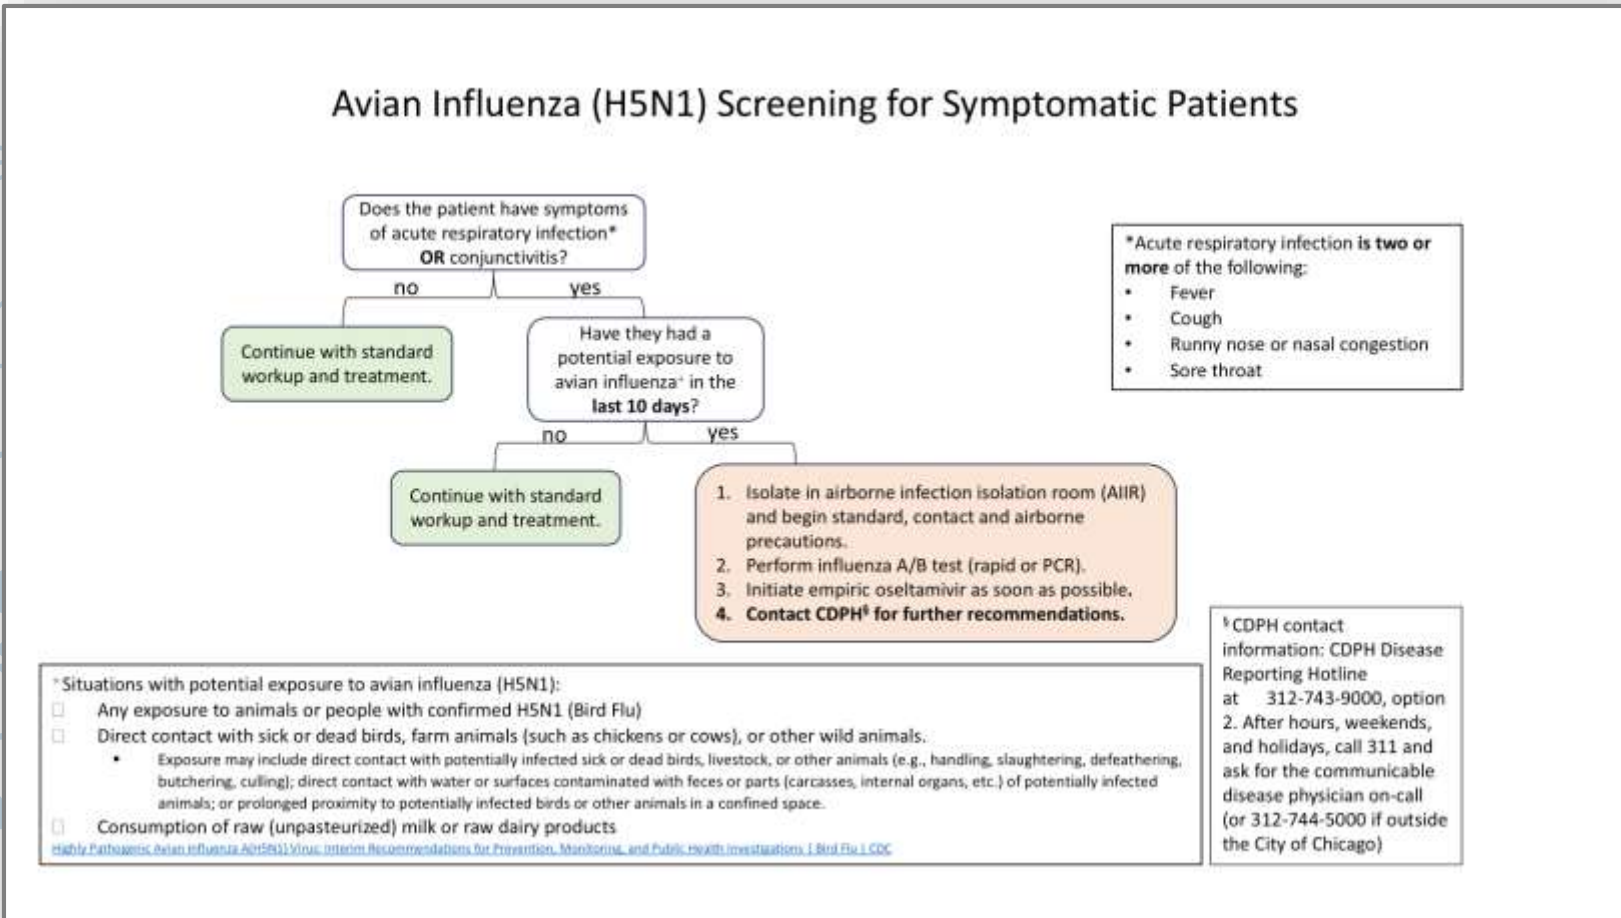 Avian Influenza (H5N1) Screening for Symptomatic Patients
Does the patient have symptoms
of acute respiratory infection*
OR conjunctivitis?
no
yes
Continue with standard
workup and treatment.
Have they had a
potential exposure to
avian influenza⁺ in the
last 10 days?
no
yes
Continue with standard
workup and treatment.
1. Isolate in airborne infection isolation room (AIIR)
and begin standard, contact and airborne
precautions.
2. Perform influenza A/B test (rapid or PCR).
3. Initiate empiric oseltamivir as soon as possible.
4. Contact CDPH§ for further recommendations.
*Acute respiratory infection is two or
more of the following:
• Fever
• Cough
• Runny nose or nasal congestion
• Sore throat
⁺Situations with potential exposure to avian influenza (H5N1):
Any exposure to animals or people with confirmed H5N1 (Bird Flu)
Direct contact with sick or dead birds, farm animals (such as chickens or cows), or other wild animals.
▪ Exposure may include direct contact with potentially infected sick or dead birds, livestock, or other animals (e.g., handling, slaughtering, defeathering,
butchering, culling); direct contact with water or surfaces contaminated with feces or parts (carcasses, internal organs, etc.) of potentially infected
animals; or prolonged proximity to potentially infected birds or other animals in a confined space.
Consumption of raw (unpasteurized) milk or raw dairy products
Highly Pathogenic Avian Influenza A(H5N1) Virus: Interim Recommendations for Prevention, Monitoring, and Public Health Investigations | Bird Flu | CDC
§ CDPH contact
information: CDPH Disease
Reporting Hotline
at 312-743-9000, option
2. After hours, weekends,
and holidays, call 311 and
ask for the communicable
disease physician on-call
(or 312-744-5000 if outside
the City of Chicago)